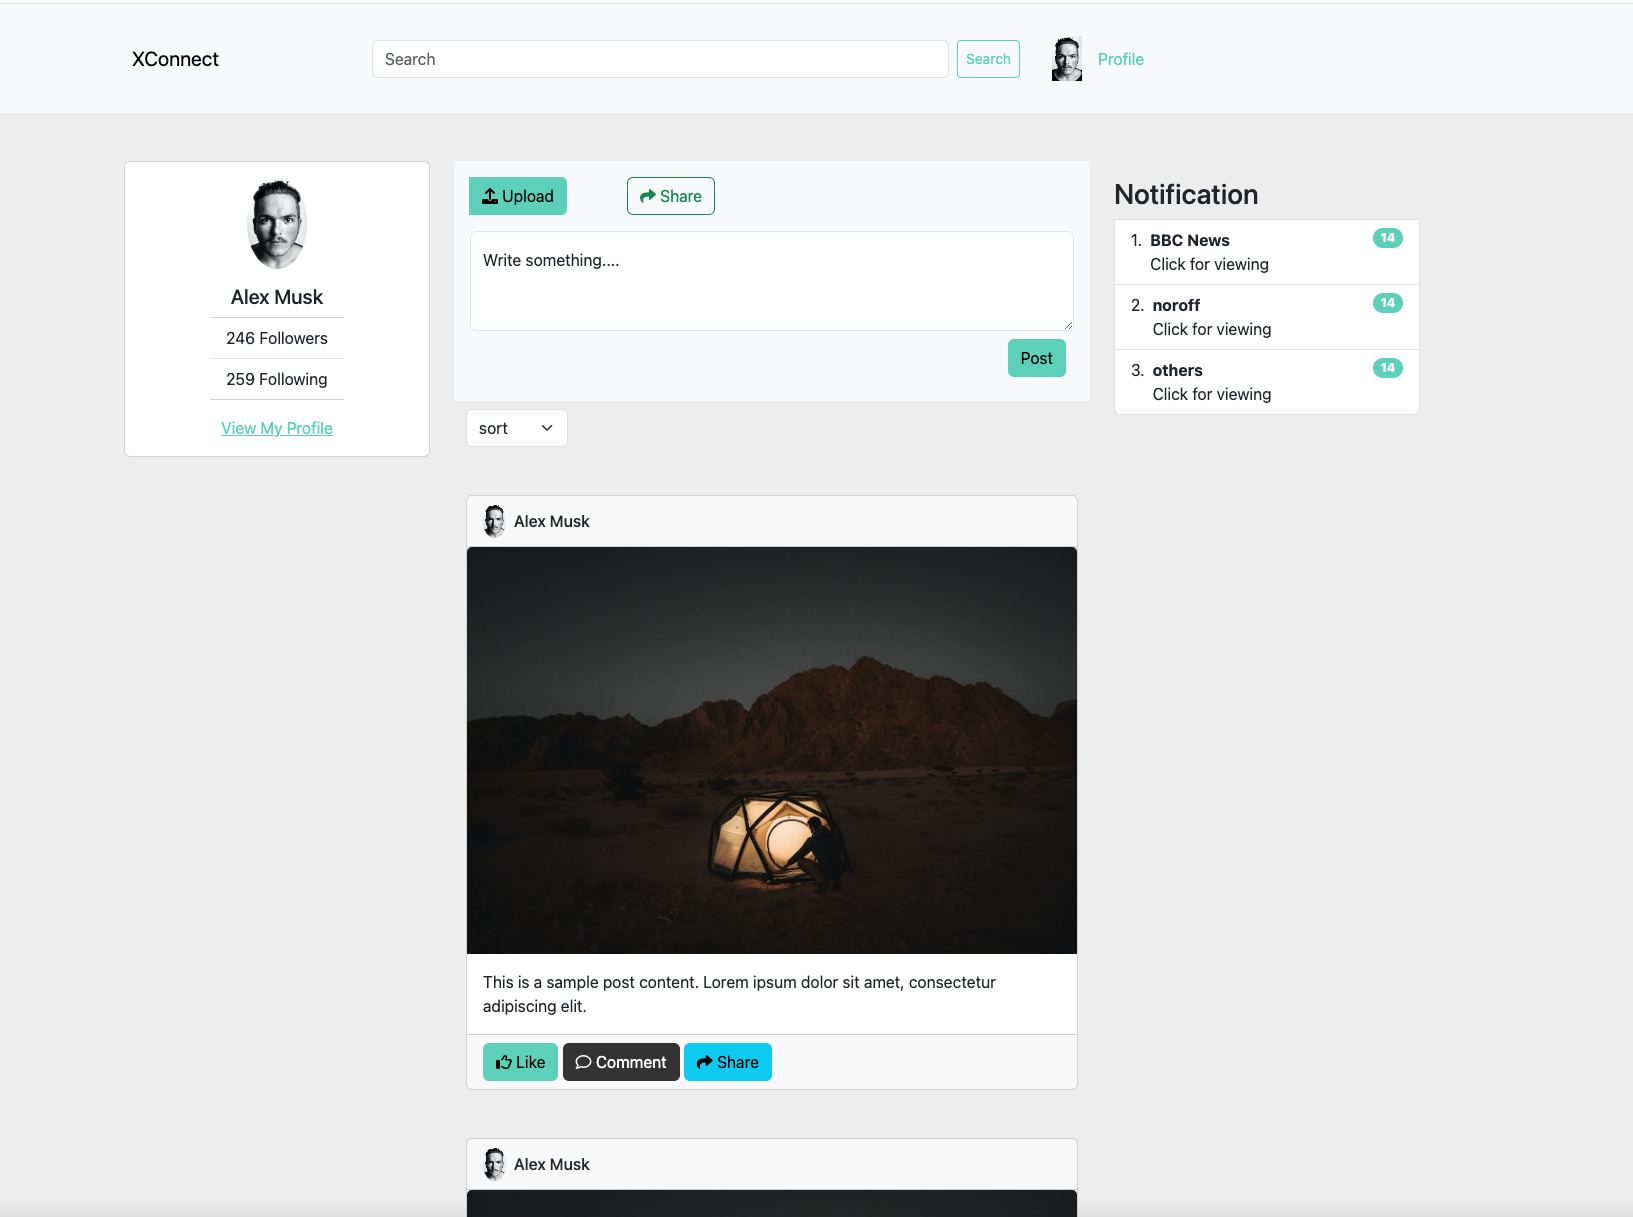 XConnect
Search
Search
Profile
Alex Musk
246 Followers
259 Following
View My Profile
Upload
Share
Write something....
Post
sort
Notification
1. BBC News 14
Click for viewing
2. noroff 14
Click for viewing
3. others 14
Click for viewing
Alex Musk
This is a sample post content. Lorem ipsum dolor sit amet, consectetur
adipiscing elit.
Like
Comment
Share
Alex Musk